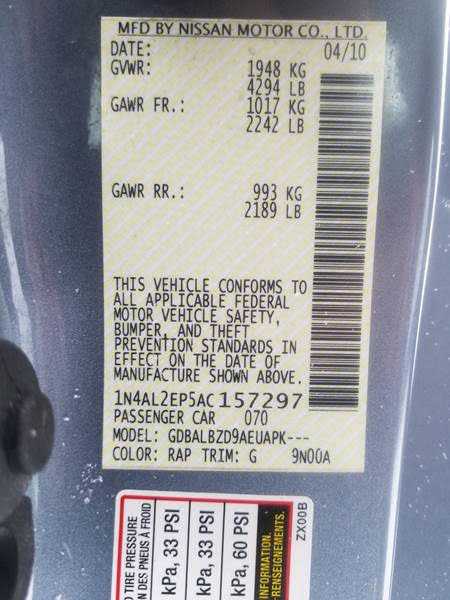 MFD BY NISSAN MOTOR CO., LTD.
DATE: 04/10
GVWR: 1948 KG
4294 LB
GAWR FR.: 1017 KG
2242 LB
GAWR RR.: 993 KG
2189 LB
THIS VEHICLE CONFORMS TO
ALL APPLICABLE FEDERAL
MOTOR VEHICLE SAFETY,
BUMPER, AND THEFT
PREVENTION STANDARDS IN
EFFECT ON THE DATE OF
MANUFACTURE SHOWN ABOVE.
1N4AL2EP5AC157297
PASSENGER CAR 070
MODEL: GDBALBZD9AEUAPK---
COLOR: RAP TRIM: G 9N00A
TIRE PRESSURE
DES PNEUS À FROID
kPa, 33 PSI
kPa, 33 PSI
kPa, 60 PSI
INFORMATION.
RENSEIGNEMENTS.
ZX00B